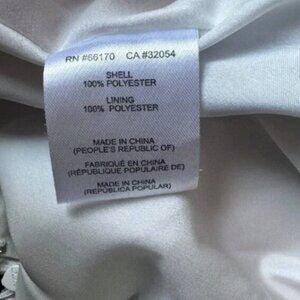 RN #66170 CA #32054
SHELL
100% POLYESTER
LINING
100% POLYESTER
MADE IN CHINA
(PEOPLE'S REPUBLIC OF)
FABRIQUÉ EN CHINE
(RÉPUBLIQUE POPULAIRE DE)
MADE IN CHINA
(REPÚBLICA POPULAR)